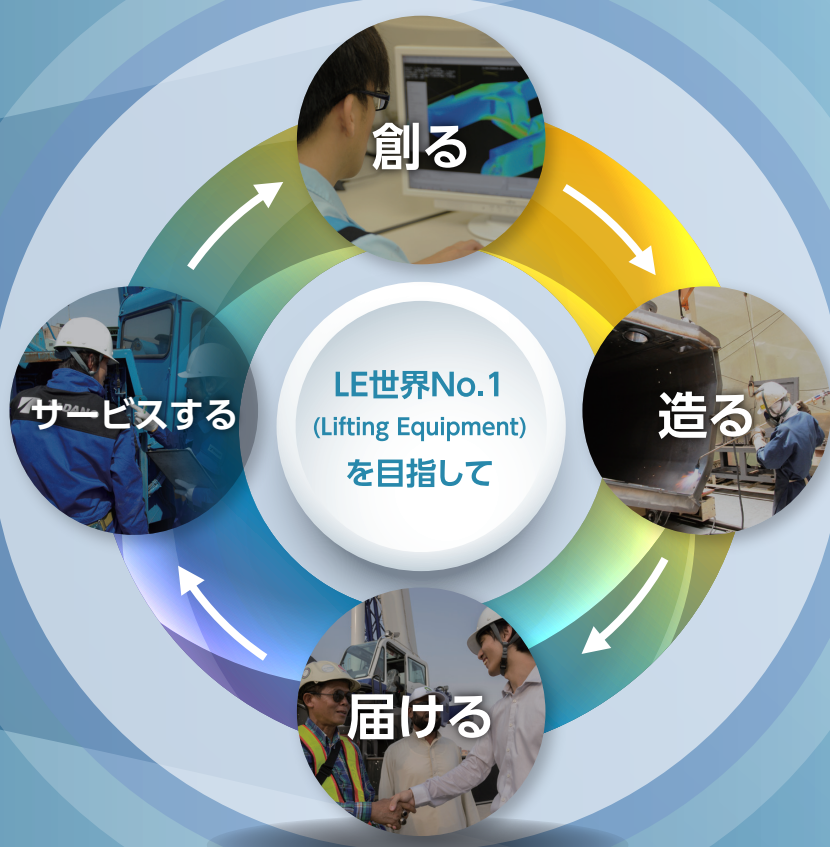 創る
造る
届ける
サービスする
LE世界No.1
(Lifting Equipment)
を目指して